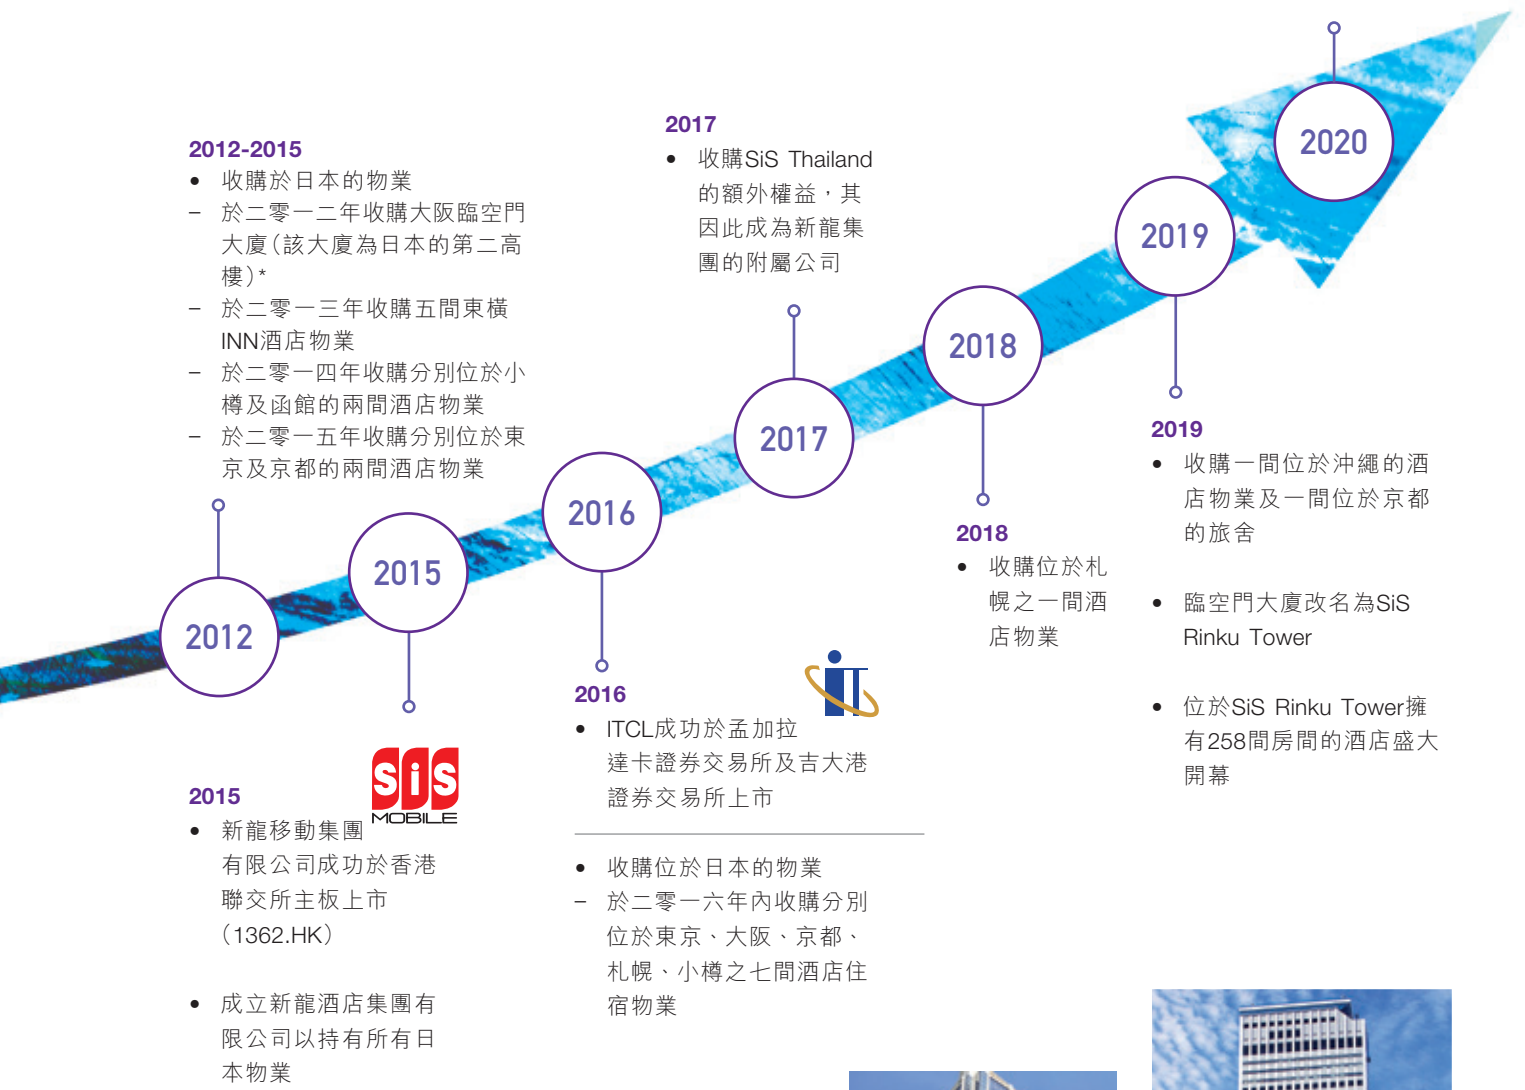 2012-2015
• 收購於日本的物業
– 於二零一二年收購大阪臨空門
大廈（該大廈為日本的第二高
樓）*
– 於二零一三年收購五間東橫
INN酒店物業
– 於二零一四年收購分別位於小
樽及函館的兩間酒店物業
– 於二零一五年收購分別位於東
京及京都的兩間酒店物業
2017
• 收購SiS Thailand
的額外權益，其
因此成為新龍集
團的附屬公司
2012
2015
2016
2017
2018
2019
2020
2015
SiS
MOBILE
• 新龍移動集團
有限公司成功於香港
聯交所主板上市
（1362.HK）
• 成立新龍酒店集團有
限公司以持有所有日
本物業
2016
• ITCL成功於孟加拉
達卡證券交易所及吉大港
證券交易所上市
• 收購位於日本的物業
– 於二零一六年內收購分別
位於東京、大阪、京都、
札幌、小樽之七間酒店住
宿物業
2018
• 收購位於札
幌之一間酒
店物業
2019
• 收購一間位於沖繩的酒
店物業及一間位於京都
的旅舍
• 臨空門大廈改名為SiS
Rinku Tower
• 位於SiS Rinku Tower擁
有258間房間的酒店盛大
開幕